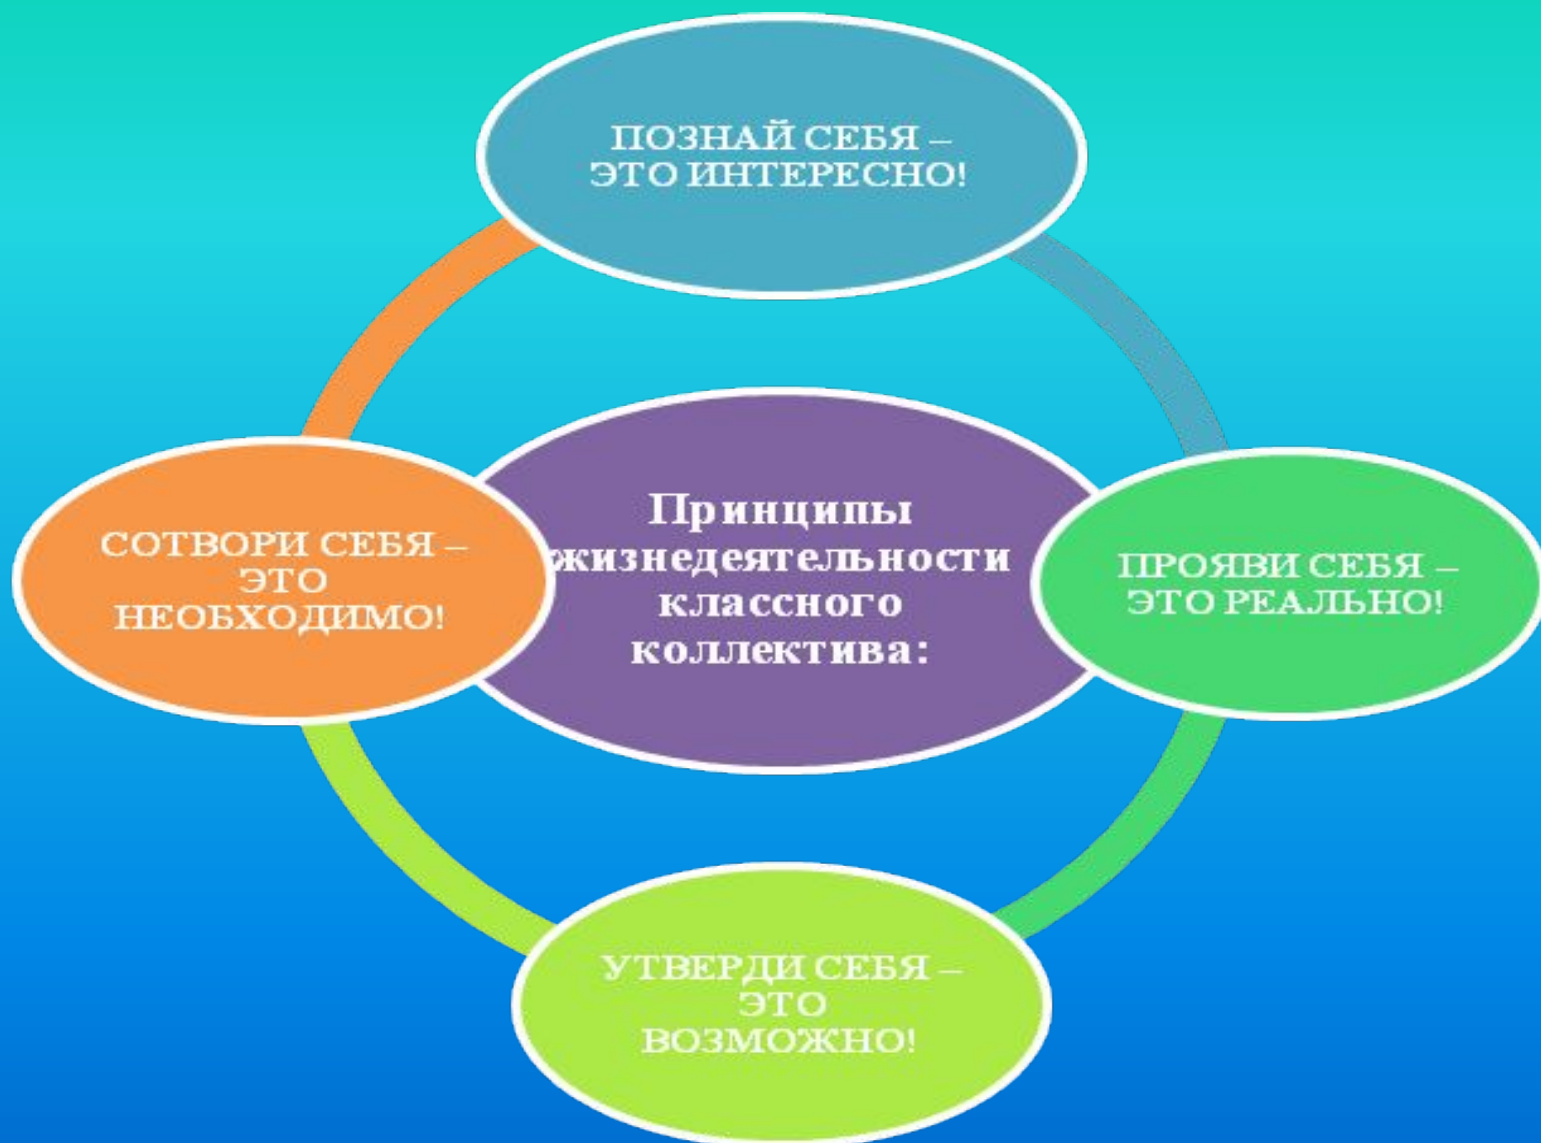 ПОЗНАЙ СЕБЯ –
ЭТО ИНТЕРЕСНО!
Принципы
жизнедеятельности
классного
коллектива:
СОТВОРИ СЕБЯ –
ЭТО
НЕОБХОДИМО!
ПРОЯВИ СЕБЯ –
ЭТО РЕАЛЬНО!
УТВЕРДИ СЕБЯ –
ЭТО
ВОЗМОЖНО!